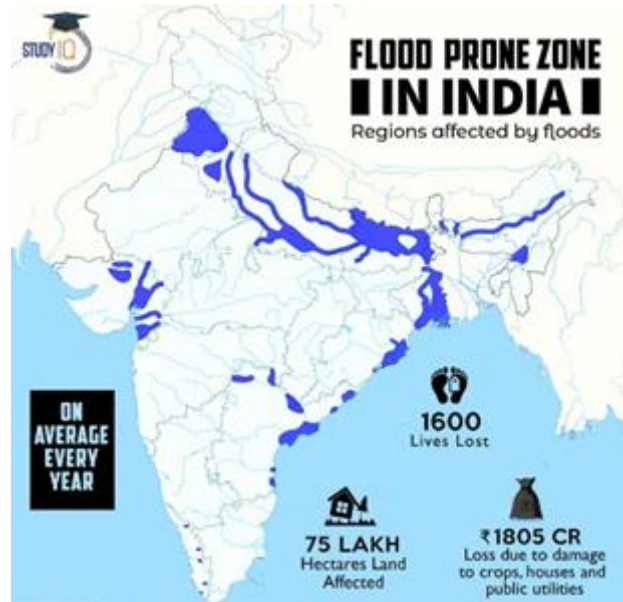 STUDY IQ
FLOOD PRONE ZONE
IN INDIA
Regions affected by floods
ON
AVERAGE
EVERY
YEAR
1600
Lives Lost
75 LAKH
Hectares Land
Affected
₹1805 CR
Loss due to damage
to crops, houses and
public utilities